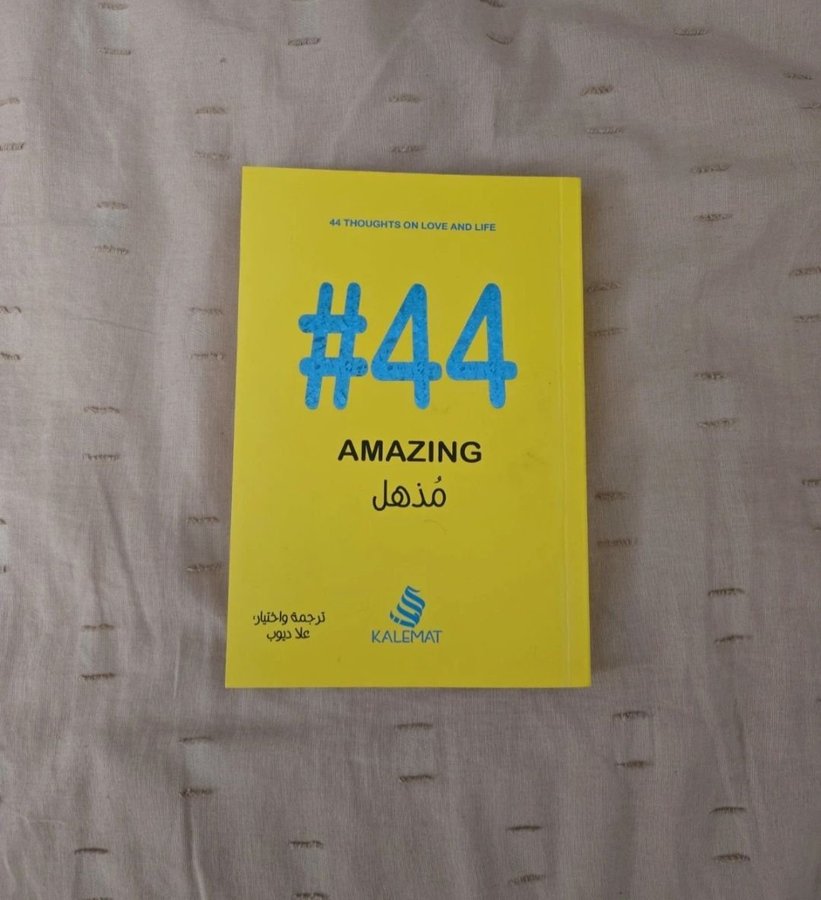 44 THOUGHTS ON LOVE AND LIFE
#44
AMAZING
مُذهل
ترجمة واختيار:
علا ديوب
KALEMAT